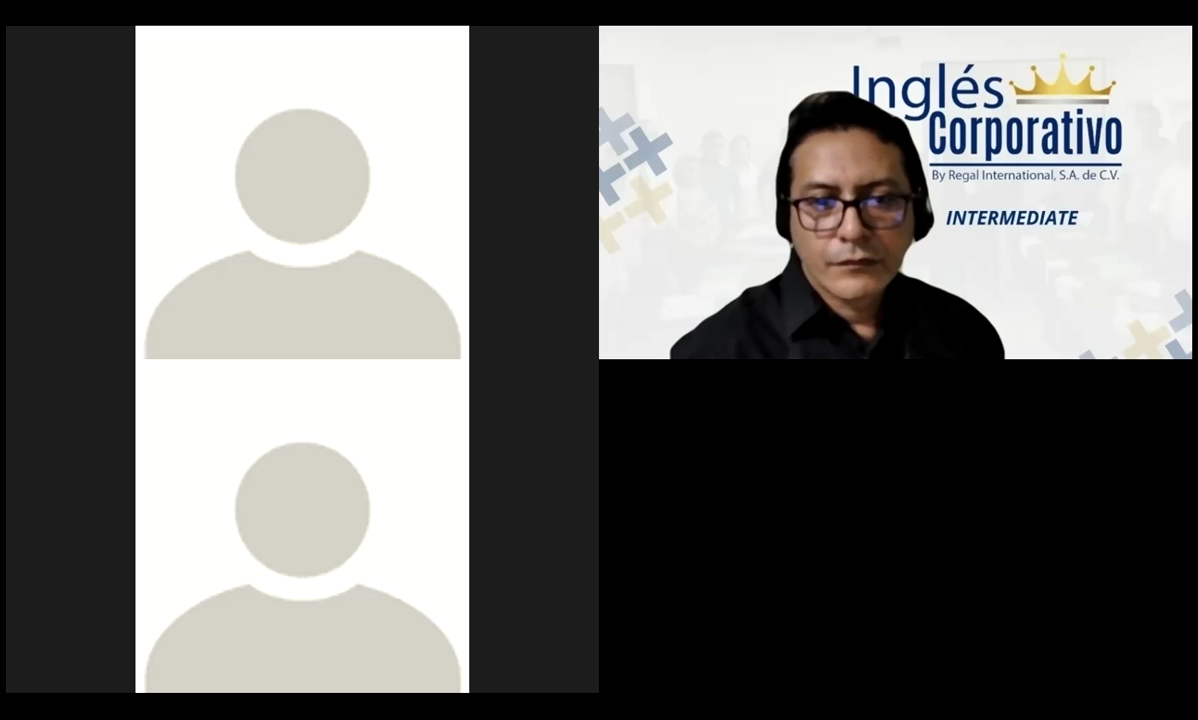 Inglés
Corporativo
By Regal International, S.A. de C.V.
INTERMEDIATE